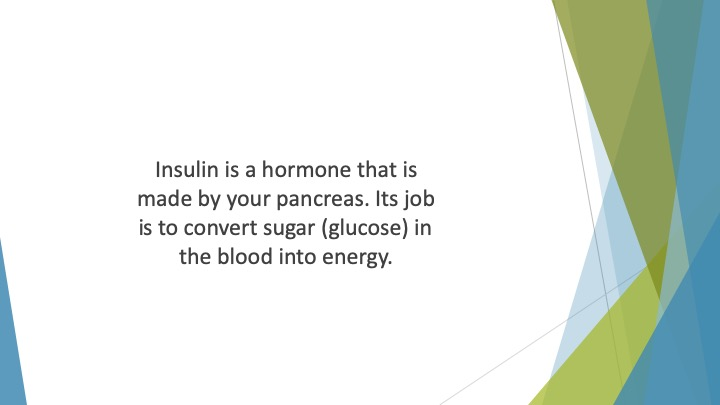 Insulin is a hormone that is
made by your pancreas. Its job
is to convert sugar (glucose) in
the blood into energy.